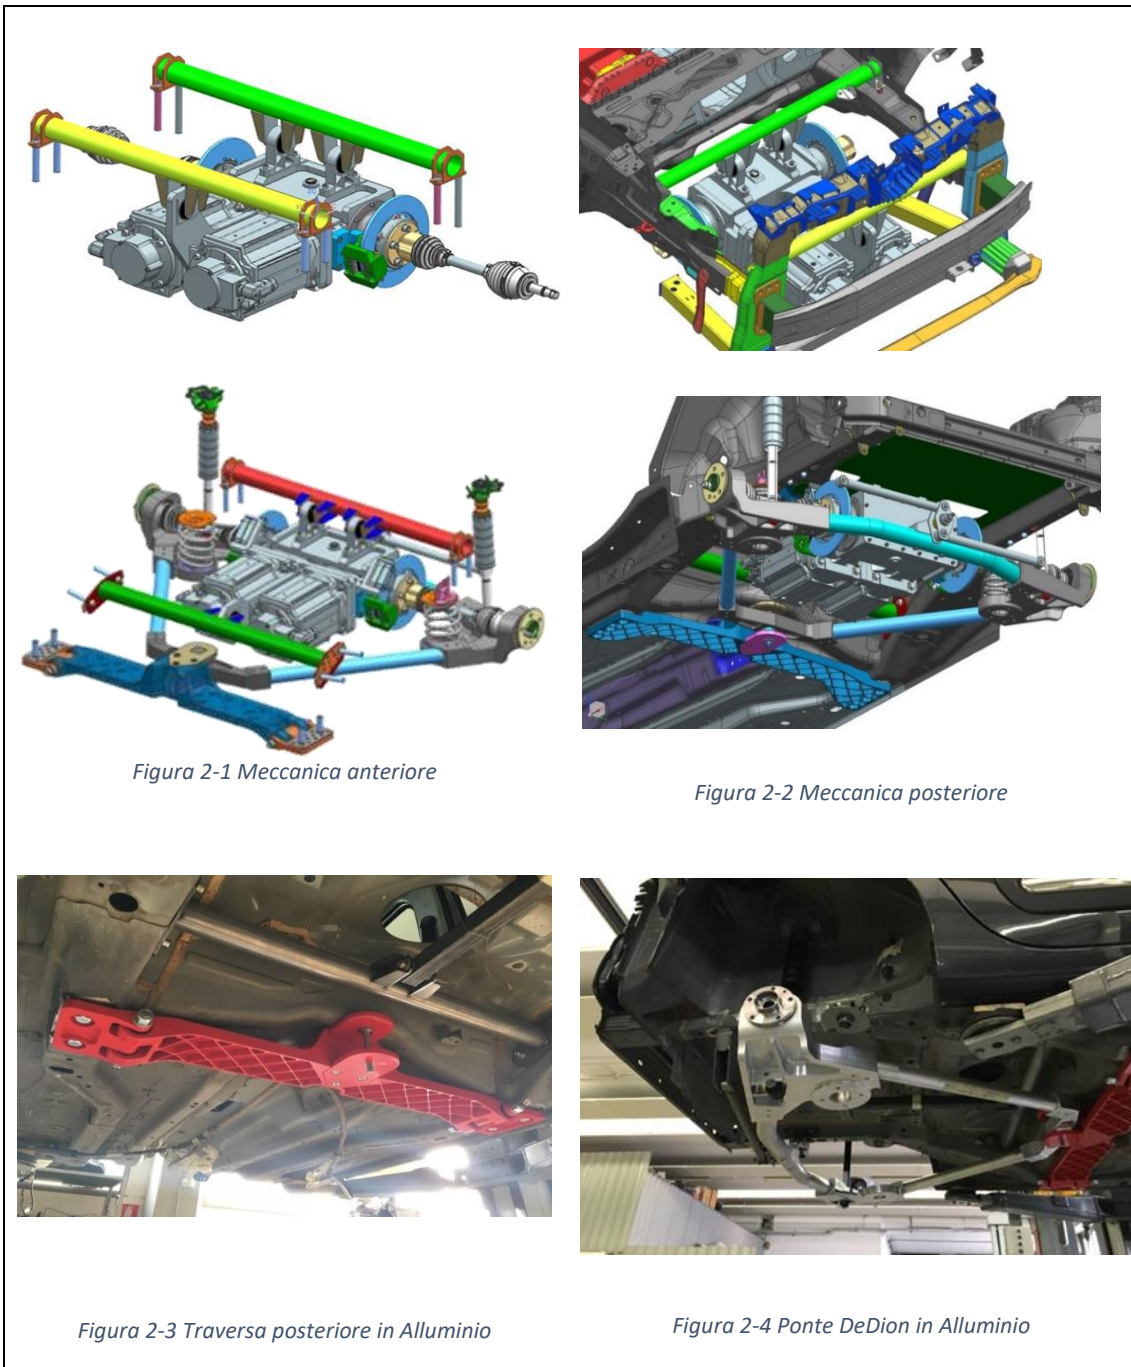 Figura 2-1 Meccanica anteriore
Figura 2-2 Meccanica posteriore
Figura 2-3 Traversa posteriore in Alluminio
Figura 2-4 Ponte DeDion in Alluminio